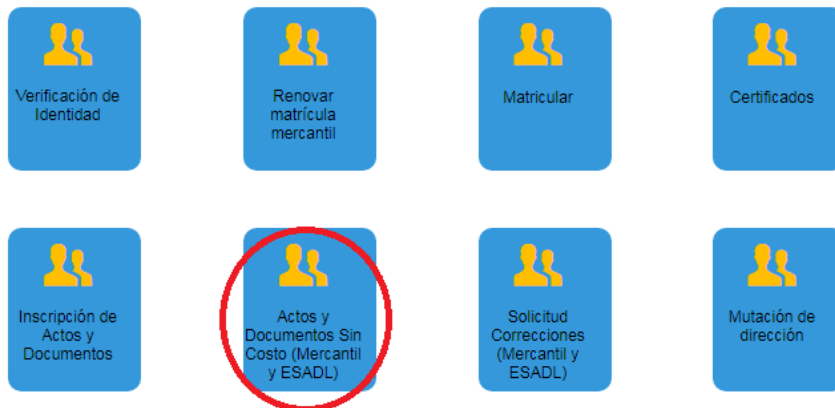 Verificación de
Identidad
Renovar
matrícula
mercantil
Matricular
Certificados
Inscripción de
Actos y
Documentos
Actos y
Documentos Sin
Costo (Mercantil
y ESADL)
Solicitud
Correcciones
(Mercantil y
ESADL)
Mutación de
dirección